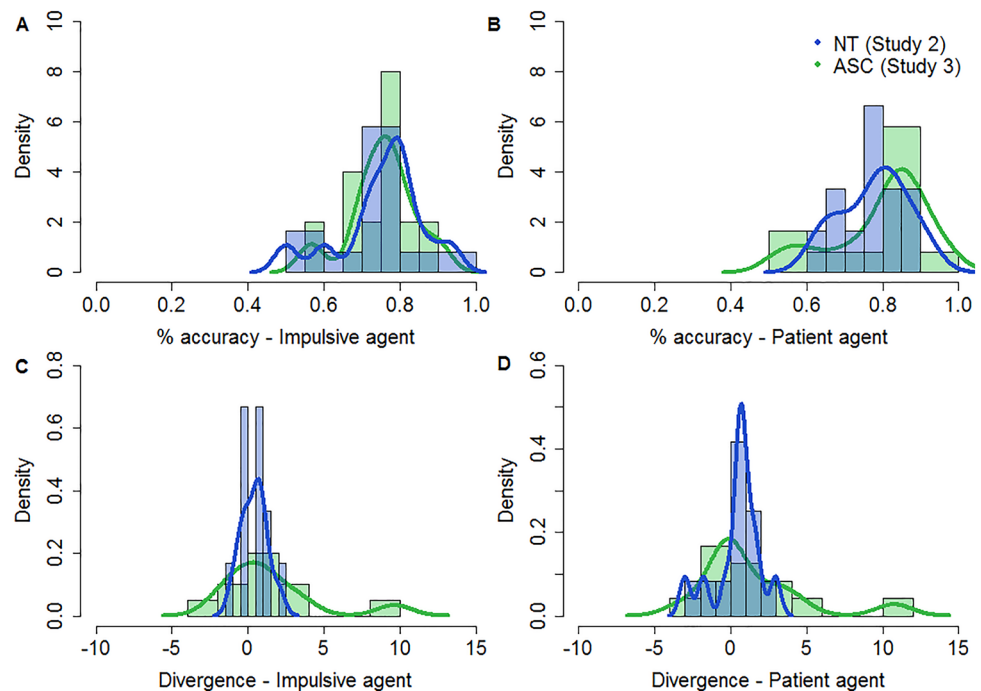 A
Density
0 2 4 6 8 10
0.0 0.2 0.4 0.6 0.8 1.0
% accuracy - Impulsive agent
B
NT (Study 2)
ASC (Study 3)
Density
0 2 4 6 8 10
0.0 0.2 0.4 0.6 0.8 1.0
% accuracy - Patient agent
C
Density
0.0 0.2 0.4 0.6 0.8
-10 -5 0 5 10 15
Divergence - Impulsive agent
D
Density
0.0 0.2 0.4 0.6
-10 -5 0 5 10 15
Divergence - Patient agent